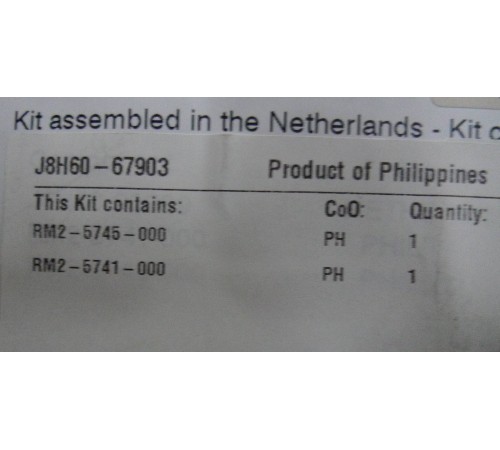 Kit assembled in the Netherlands - Kit
J8H60-67903 Product of Philippines
This Kit contains: CoO: Quantity:
RM2-5745-000 PH 1
RM2-5741-000 PH 1